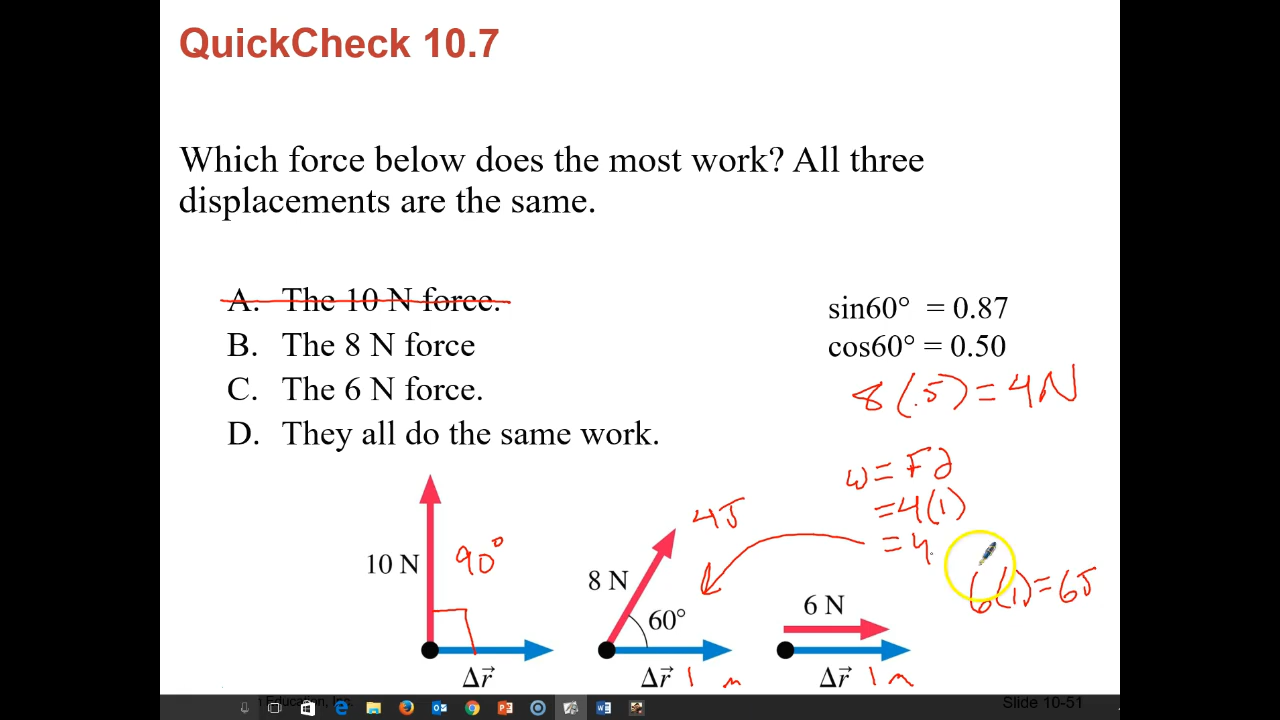 QuickCheck 10.7
Which force below does the most work? All three
displacements are the same.
A. The 10 N force.
B. The 8 N force
C. The 6 N force.
D. They all do the same work.
sin60° = 0.87
cos60° = 0.50
8 (.5) = 4N
w = Fd
= 4(1)
= 4
6(1) = 6J
10 N
90°
Δr⃗
4J
8 N
60°
Δr⃗ 1 m
6 N
Δr⃗ 1 m
Education, Inc.
Slide 10-51